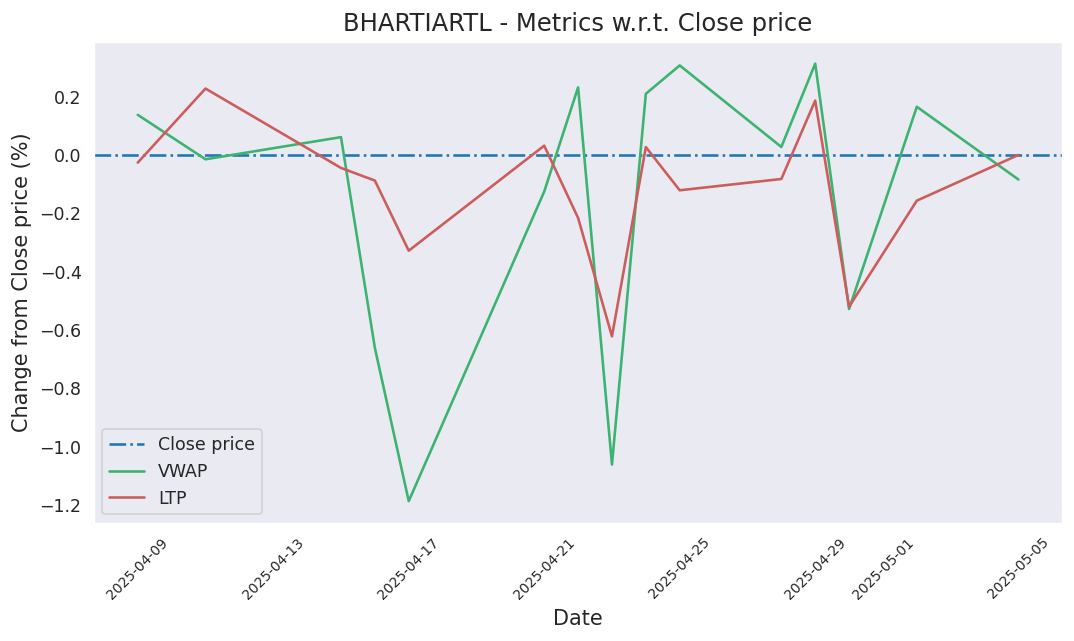 BHARTIARTL - Metrics w.r.t. Close price
Change from Close price (%)
0.2
0.0
−0.2
−0.4
−0.6
−0.8
−1.0
−1.2
Close price
VWAP
LTP
2025-04-09
2025-04-13
2025-04-17
2025-04-21
2025-04-25
2025-04-29
2025-05-01
2025-05-05
Date